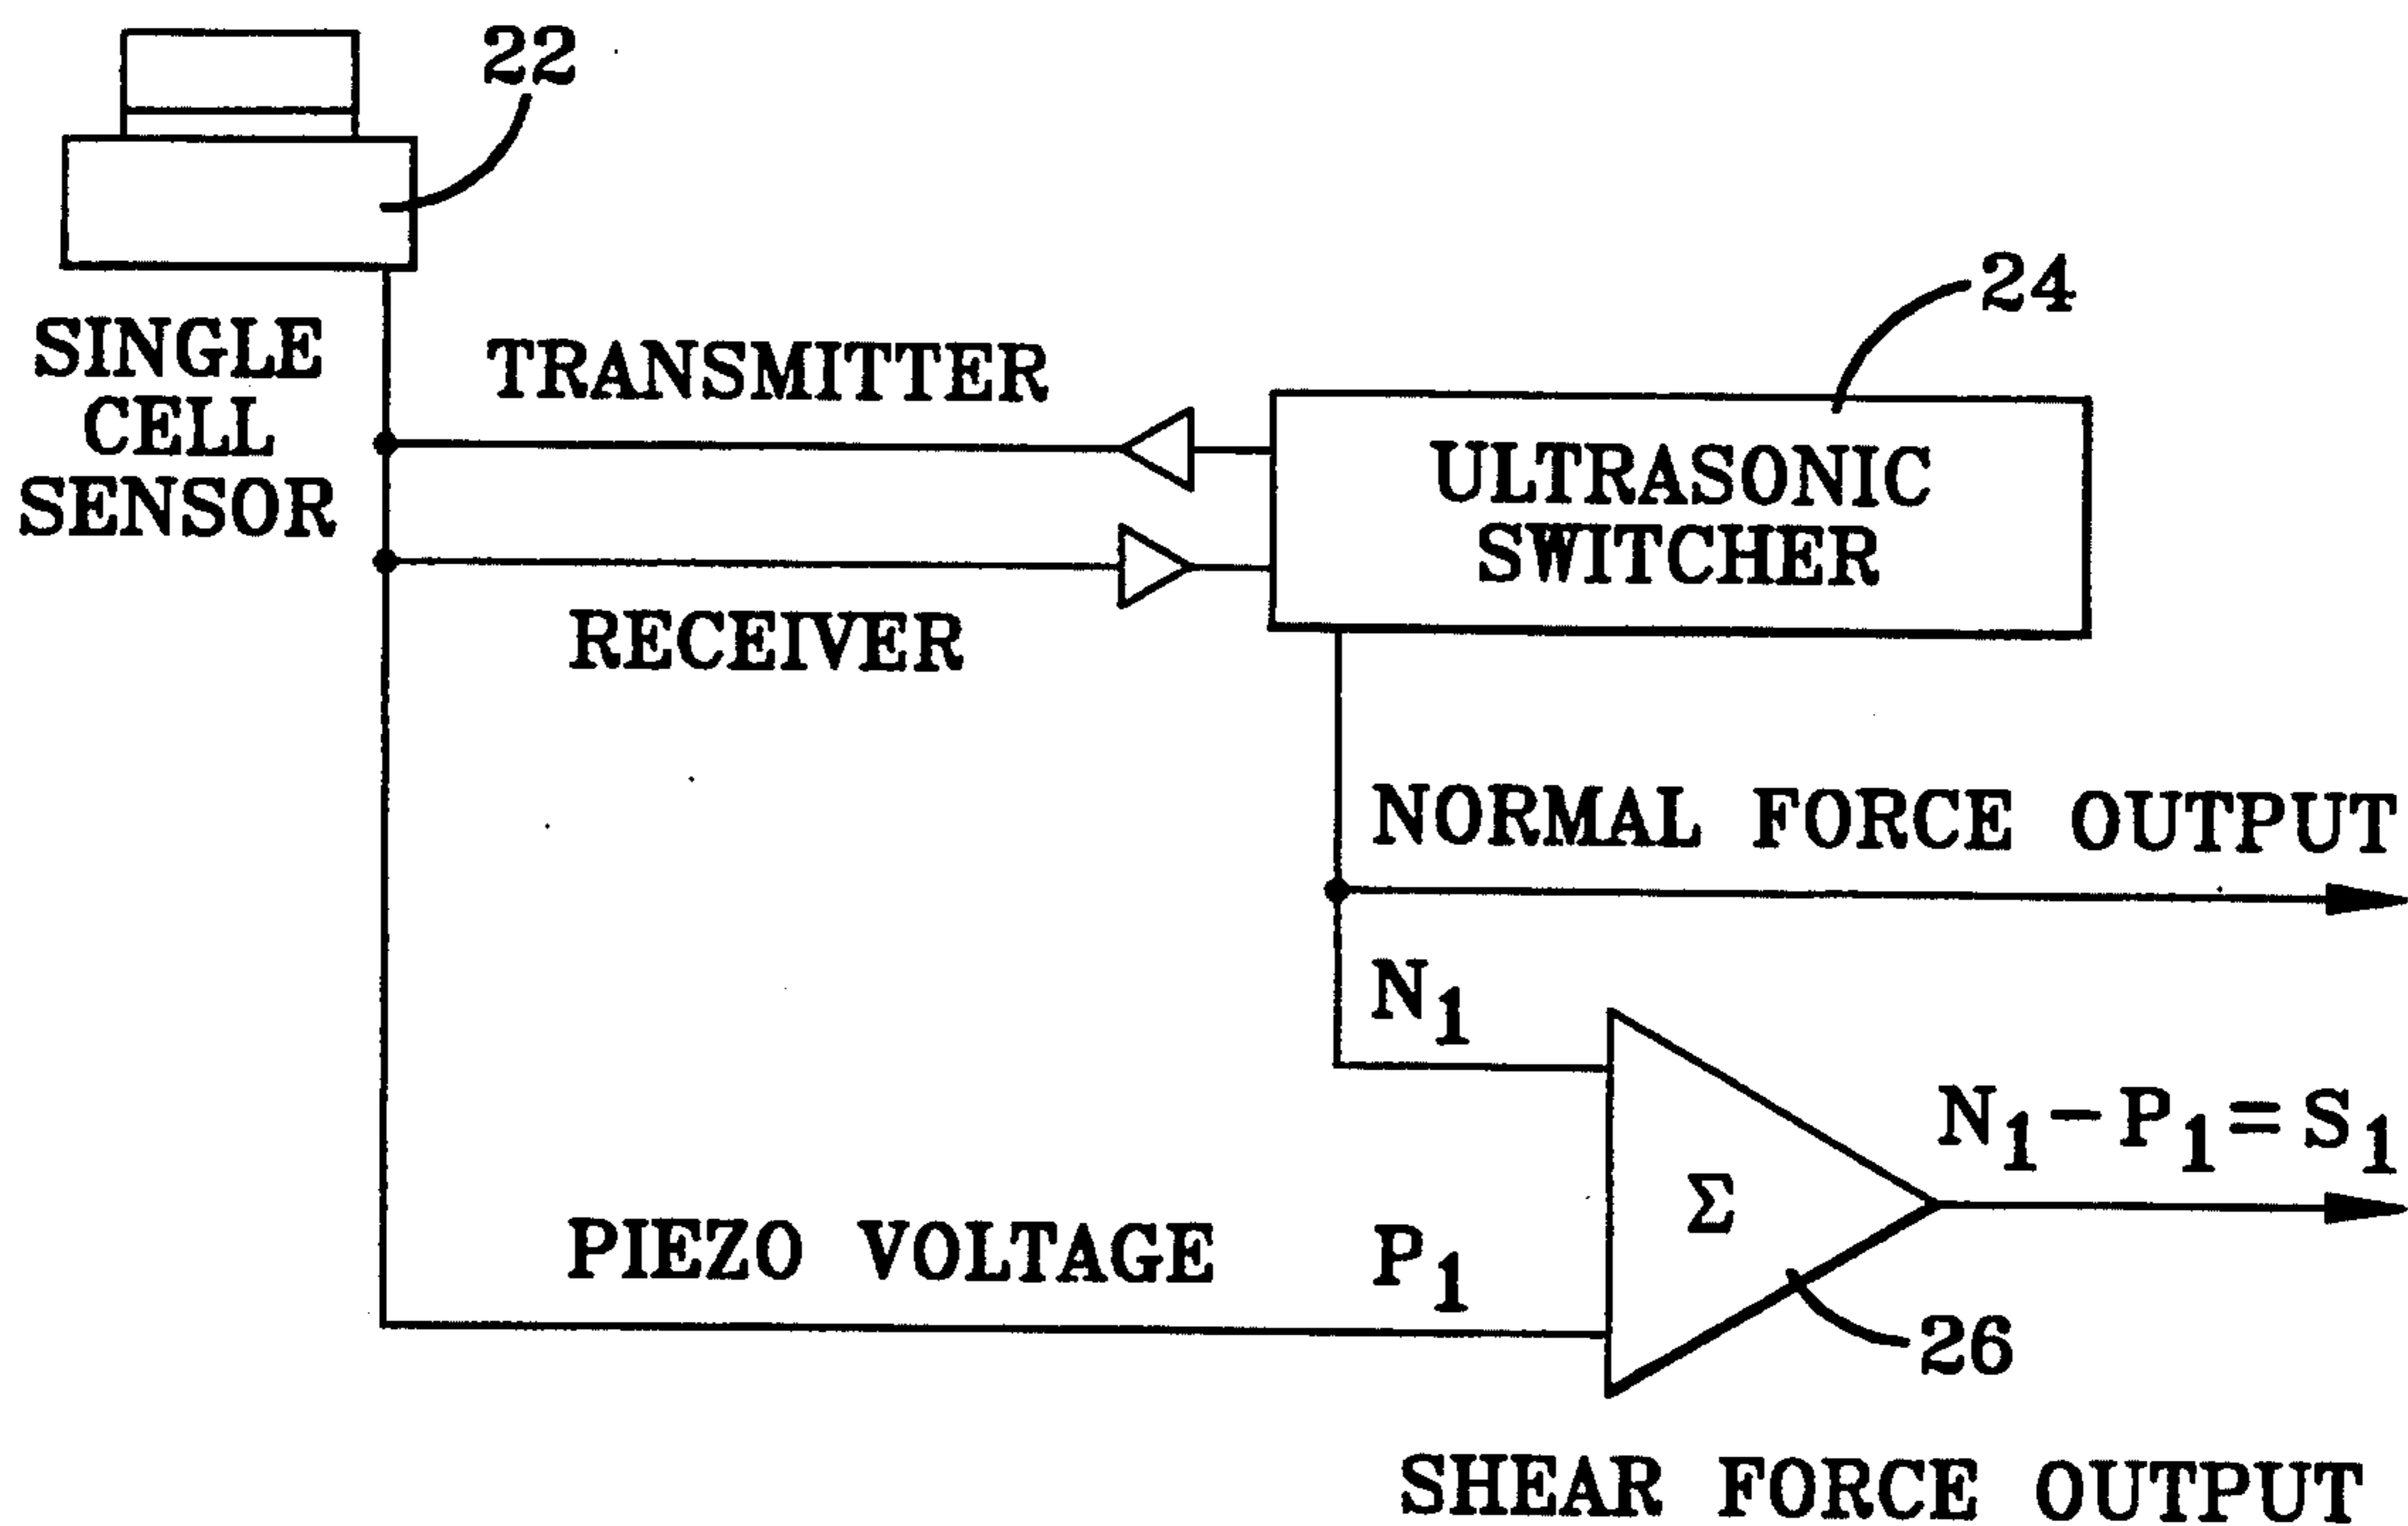 22
SINGLE
CELL
SENSOR
TRANSMITTER
24
ULTRASONIC
SWITCHER
RECEIVER
NORMAL FORCE OUTPUT
N1
N1-P1=S1
Σ
PIEZO VOLTAGE P1
26
SHEAR FORCE OUTPUT